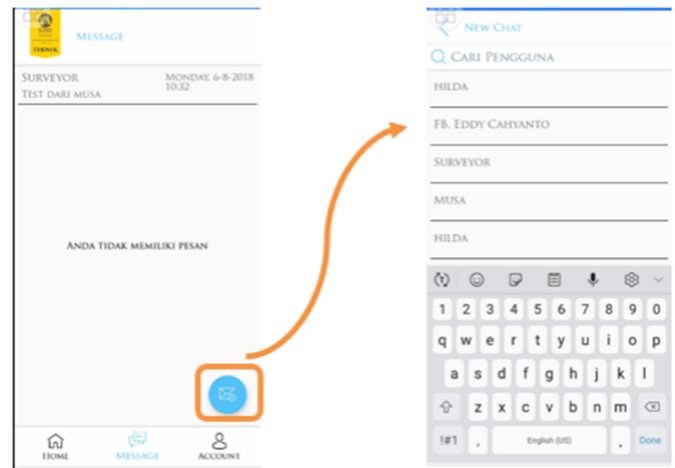 TEKNIK
MESSAGE
SURVEYOR
MONDAY, 6-8-2018
10:32
TEST DARI MUSA
ANDA TIDAK MEMILIKI PESAN
HOME
MESSAGE
ACCOUNT
NEW CHAT
CARI PENGGUNA
HILDA
FB. EDDY CAHYANTO
SURVEYOR
MUSA
HILDA
1 2 3 4 5 6 7 8 9 0
q w e r t y u i o p
a s d f g h j k l
z x c v b n m
!#1 , English (US) . Done